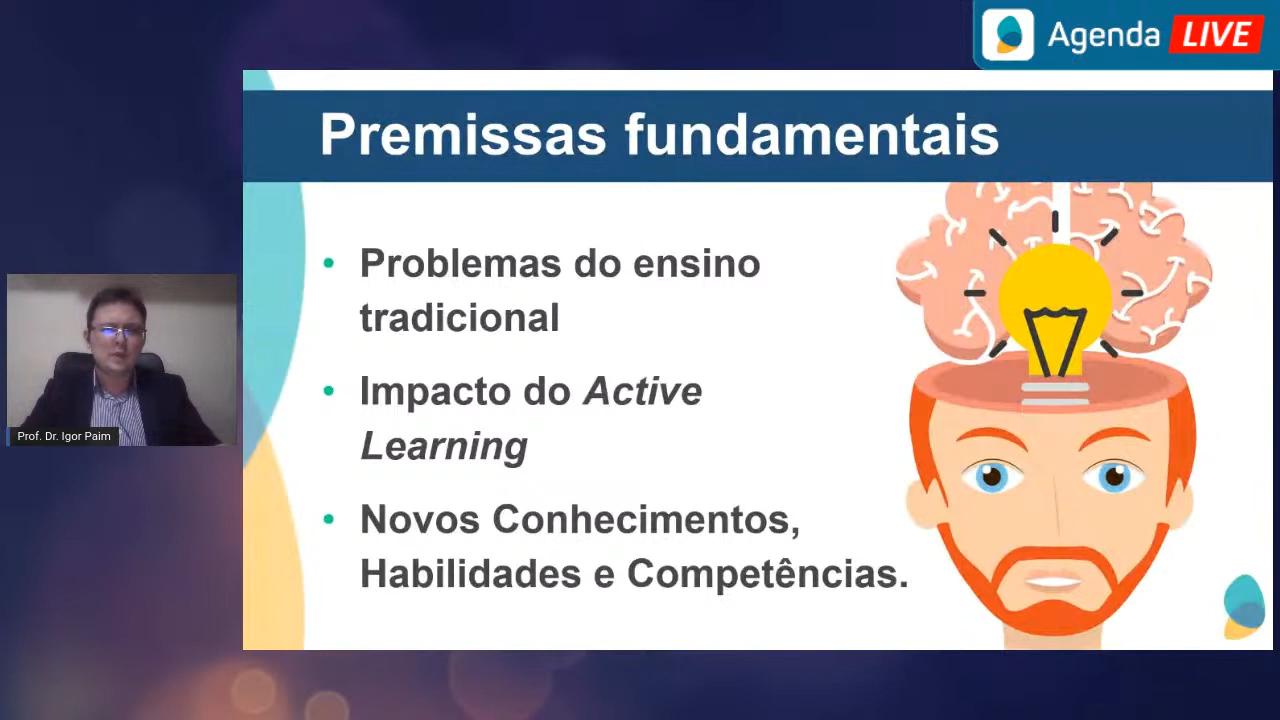 Agenda LIVE
Premissas fundamentais
• Problemas do ensino
tradicional
• Impacto do Active
Learning
• Novos Conhecimentos,
Habilidades e Competências.
Prof. Dr. Igor Paim